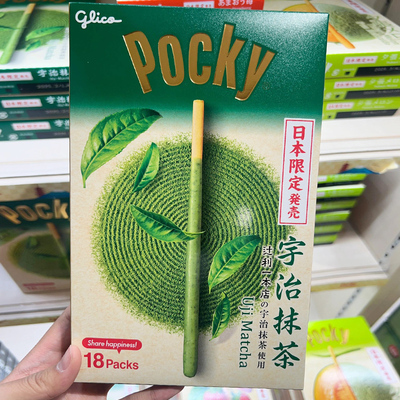 glico
Pocky
日本限定発売
宇治抹茶
辻利一本店の宇治抹茶使用
Uji Matcha
Share happiness!
18 Packs